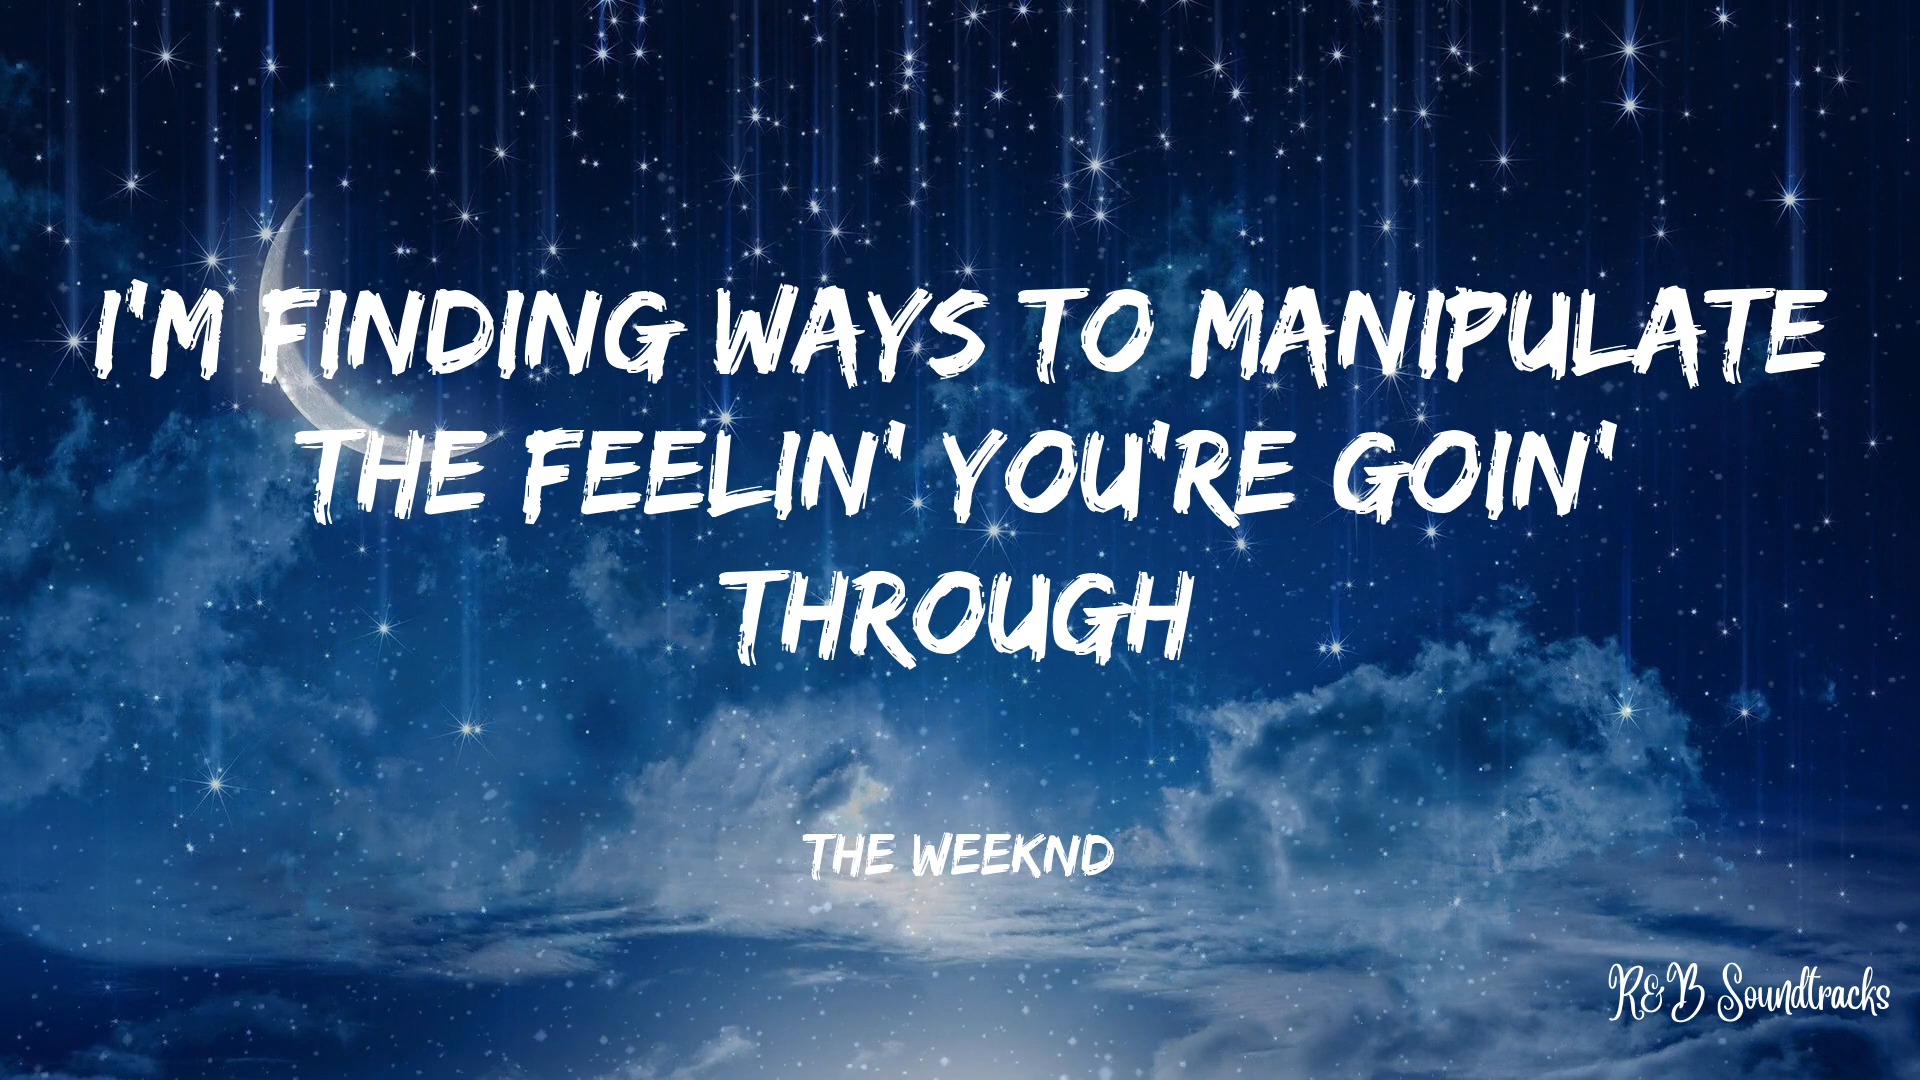 I'M FINDING WAYS TO MANIPULATE
THE FEELIN' YOU'RE GOIN'
THROUGH
THE WEEKND
R&B Soundtracks